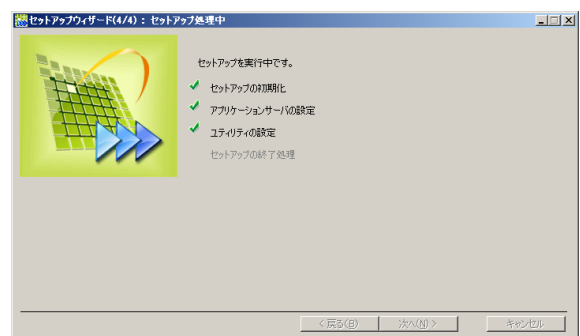 セットアップウィザード(4/4) : セットアップ処理中
セットアップを実行中です。
セットアップの初期化
アプリケーションサーバの設定
ユティリティの設定
セットアップの終了処理
< 戻る(B)
次へ(N) >
キャンセル